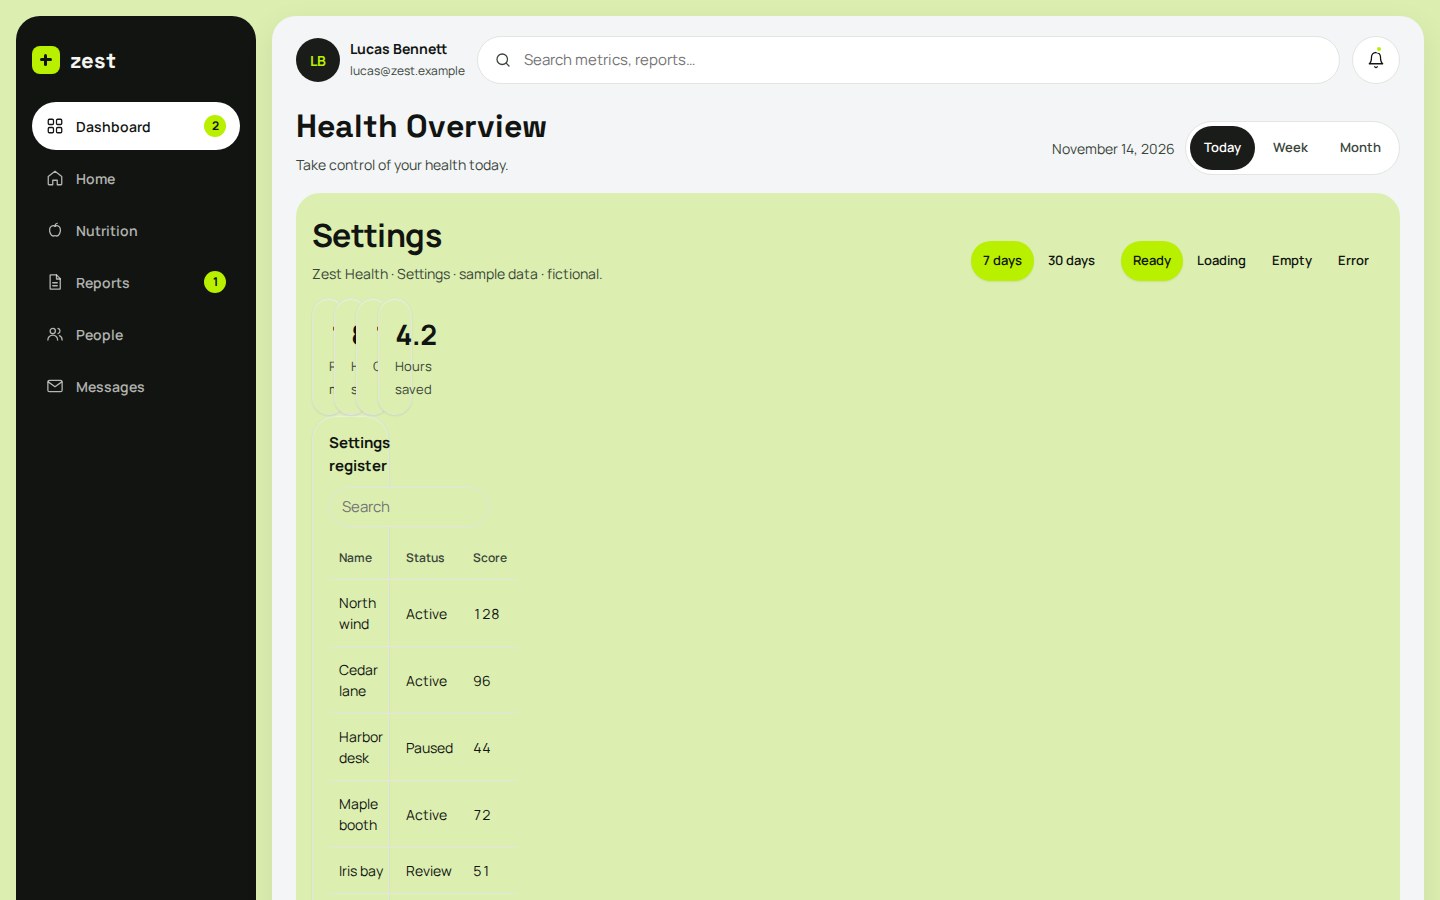 zest
Dashboard 2
Home
Nutrition
Reports 1
People
Messages
LB
Lucas Bennett
lucas@zest.example
Search metrics, reports...
Health Overview
Take control of your health today.
November 14, 2026
Today Week Month
Settings
Zest Health · Settings · sample data · fictional.
7 days 30 days Ready Loading Empty Error
4.2
Hours
saved
Settings
register
Search
Name Status Score
North
wind
Active 128
Cedar
lane
Active 96
Harbor
desk
Paused 44
Maple
booth
Active 72
Iris bay Review 51